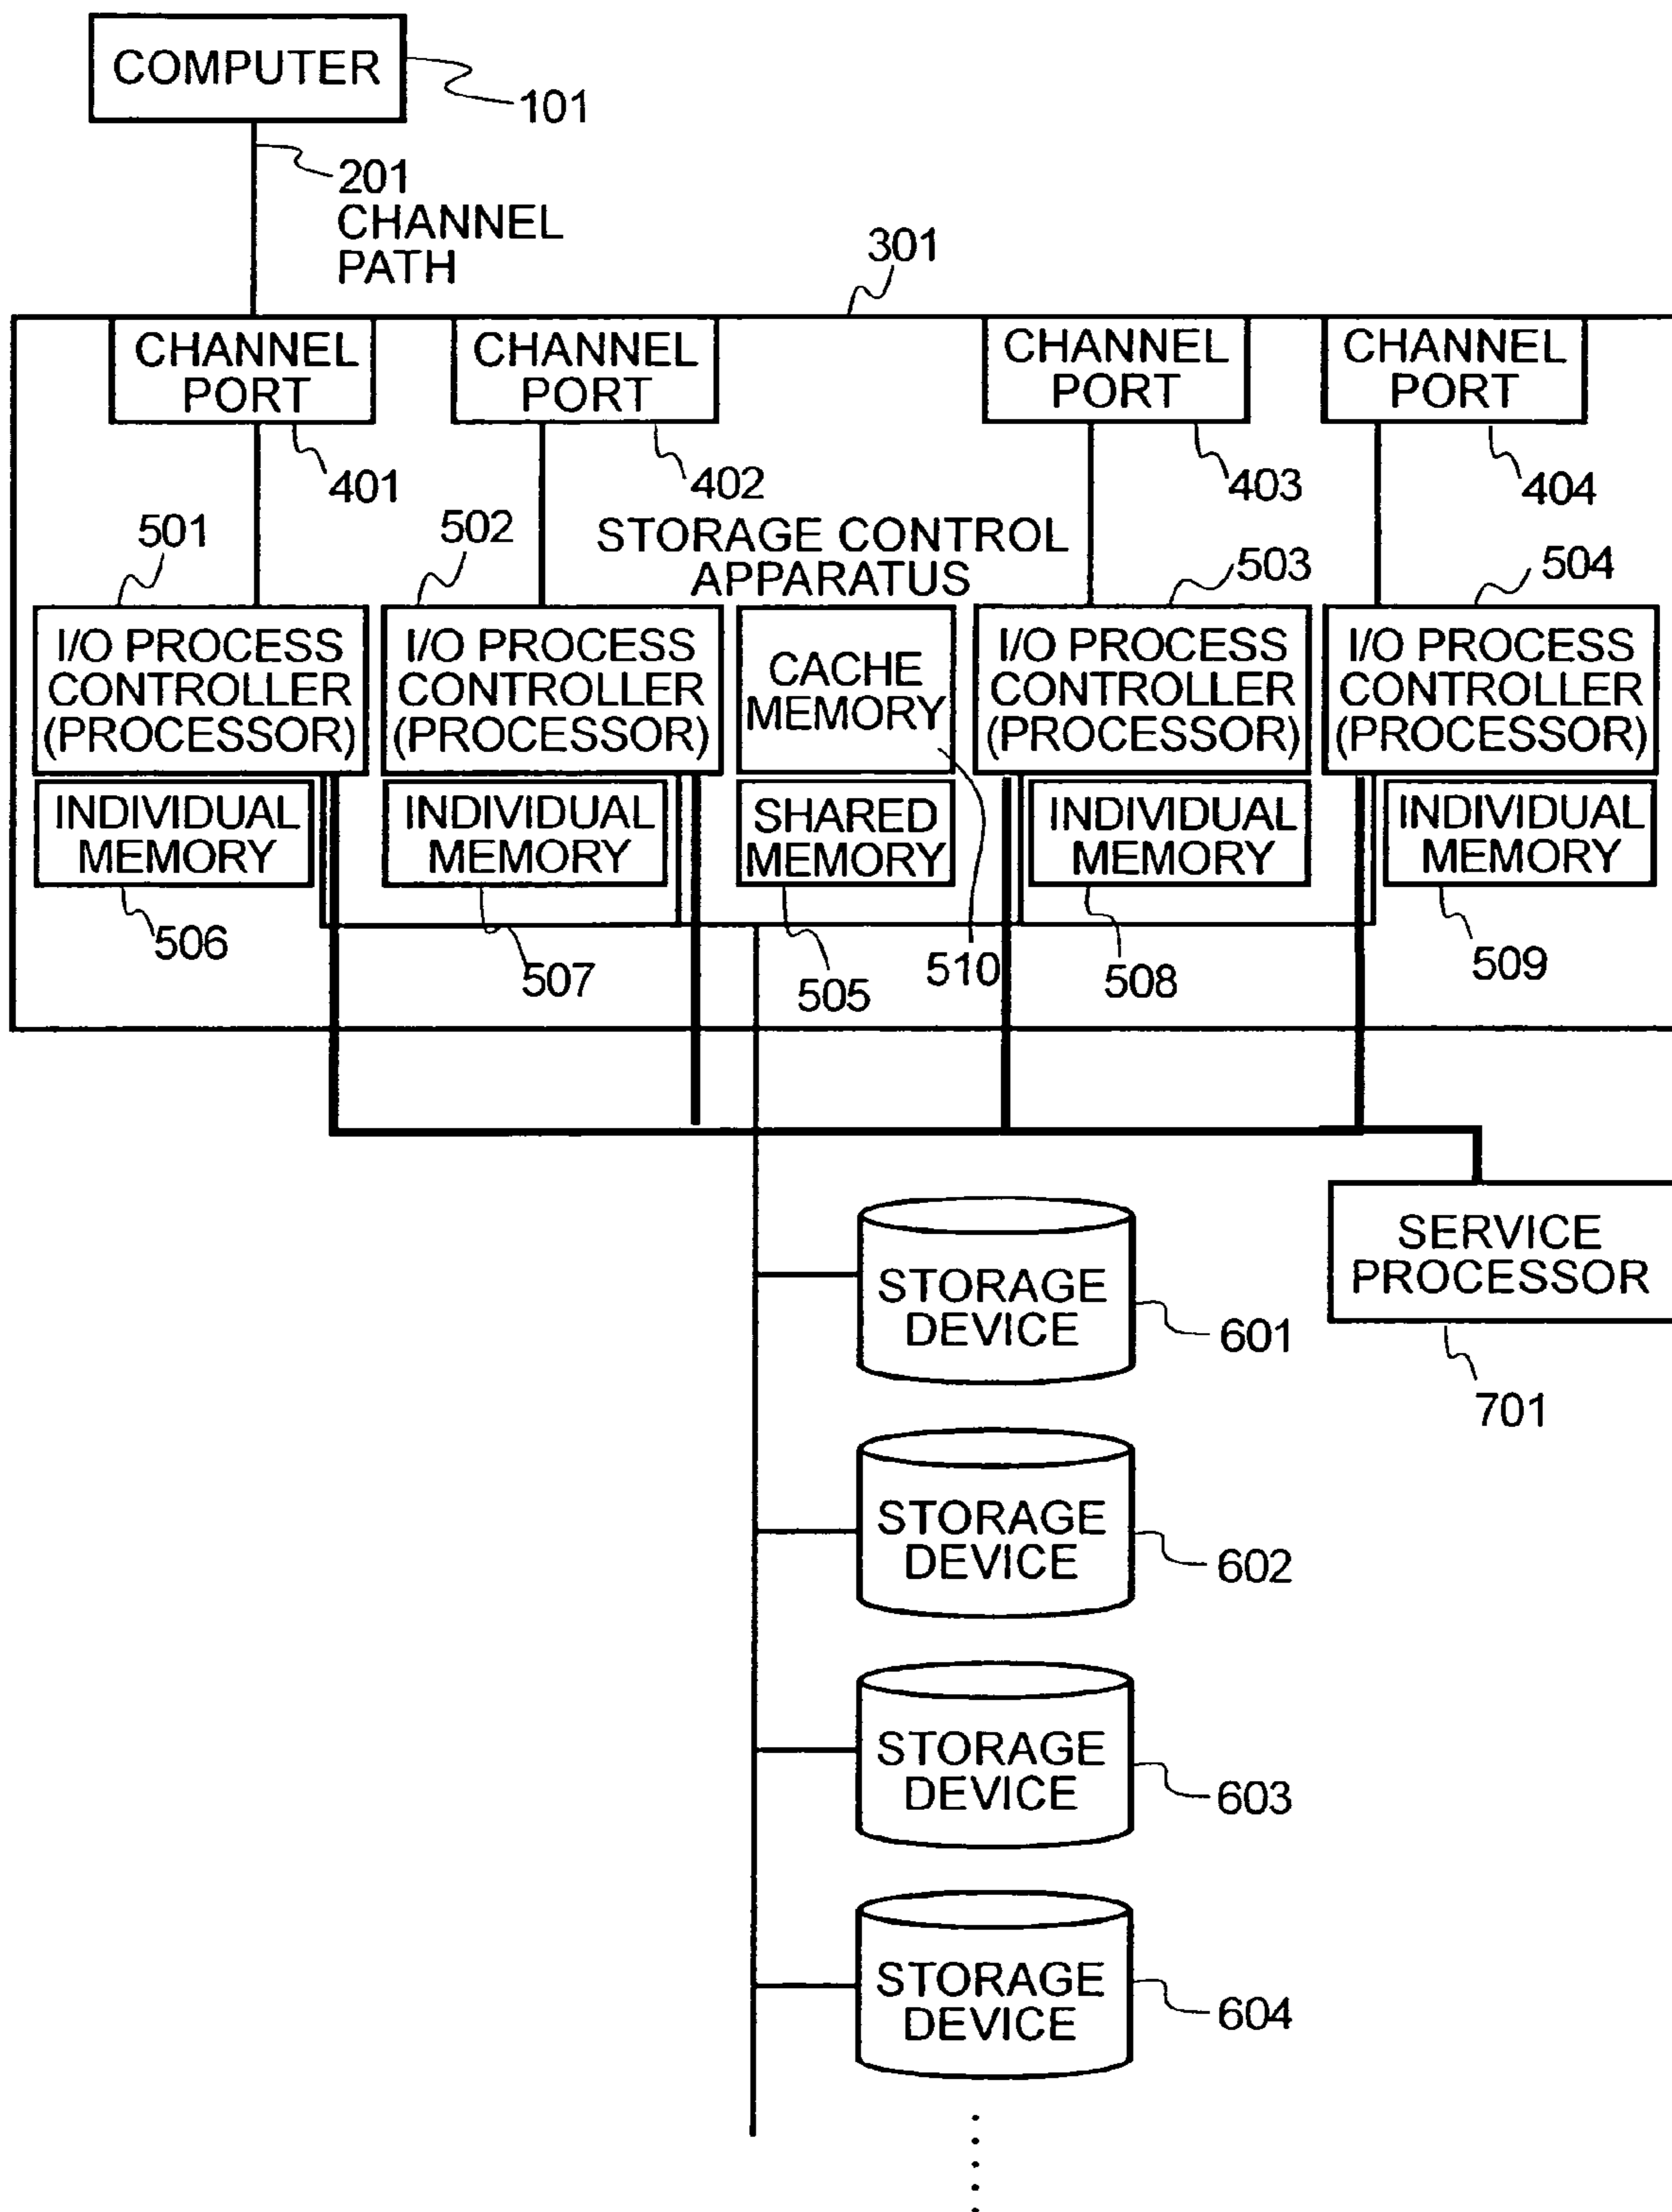 COMPUTER
101
201
CHANNEL
PATH
301
CHANNEL
PORT
CHANNEL
PORT
CHANNEL
PORT
CHANNEL
PORT
401
402
403
404
501
502
STORAGE CONTROL
APPARATUS
503
504
I/O PROCESS
CONTROLLER
(PROCESSOR)
I/O PROCESS
CONTROLLER
(PROCESSOR)
CACHE
MEMORY
I/O PROCESS
CONTROLLER
(PROCESSOR)
I/O PROCESS
CONTROLLER
(PROCESSOR)
INDIVIDUAL
MEMORY
INDIVIDUAL
MEMORY
SHARED
MEMORY
INDIVIDUAL
MEMORY
INDIVIDUAL
MEMORY
506
507
505
510
508
509
SERVICE
PROCESSOR
701
STORAGE
DEVICE
601
STORAGE
DEVICE
602
STORAGE
DEVICE
603
STORAGE
DEVICE
604